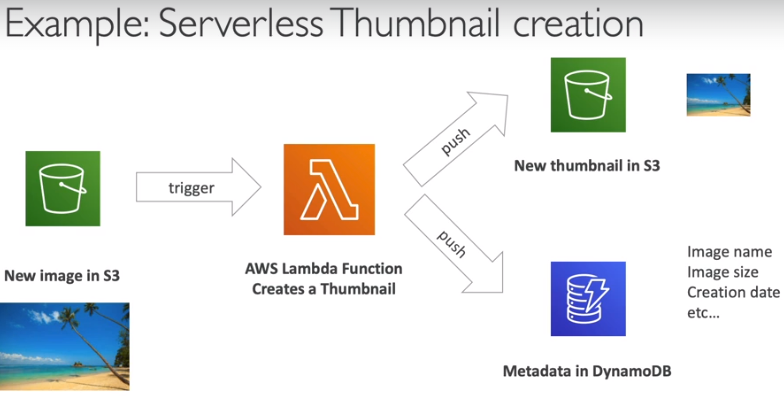 Example: Serverless Thumbnail creation
push
New thumbnail in S3
trigger
New image in S3
AWS Lambda Function
Creates a Thumbnail
push
Image name
Image size
Creation date
etc...
Metadata in DynamoDB